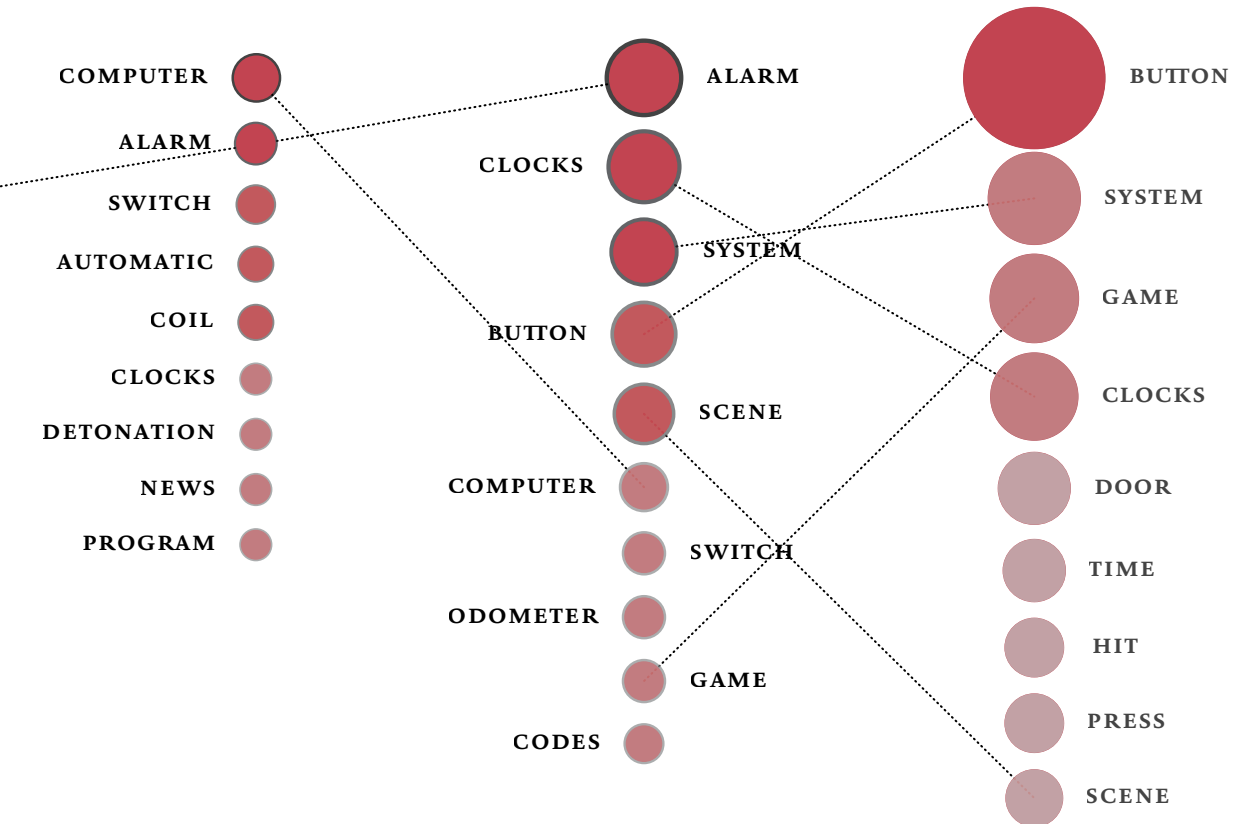 COMPUTER
ALARM
SWITCH
AUTOMATIC
COIL
CLOCKS
DETONATION
NEWS
PROGRAM
ALARM
CLOCKS
SYSTEM
BUTTON
SCENE
COMPUTER
SWITCH
ODOMETER
GAME
CODES
BUTTON
SYSTEM
GAME
CLOCKS
DOOR
TIME
HIT
PRESS
SCENE